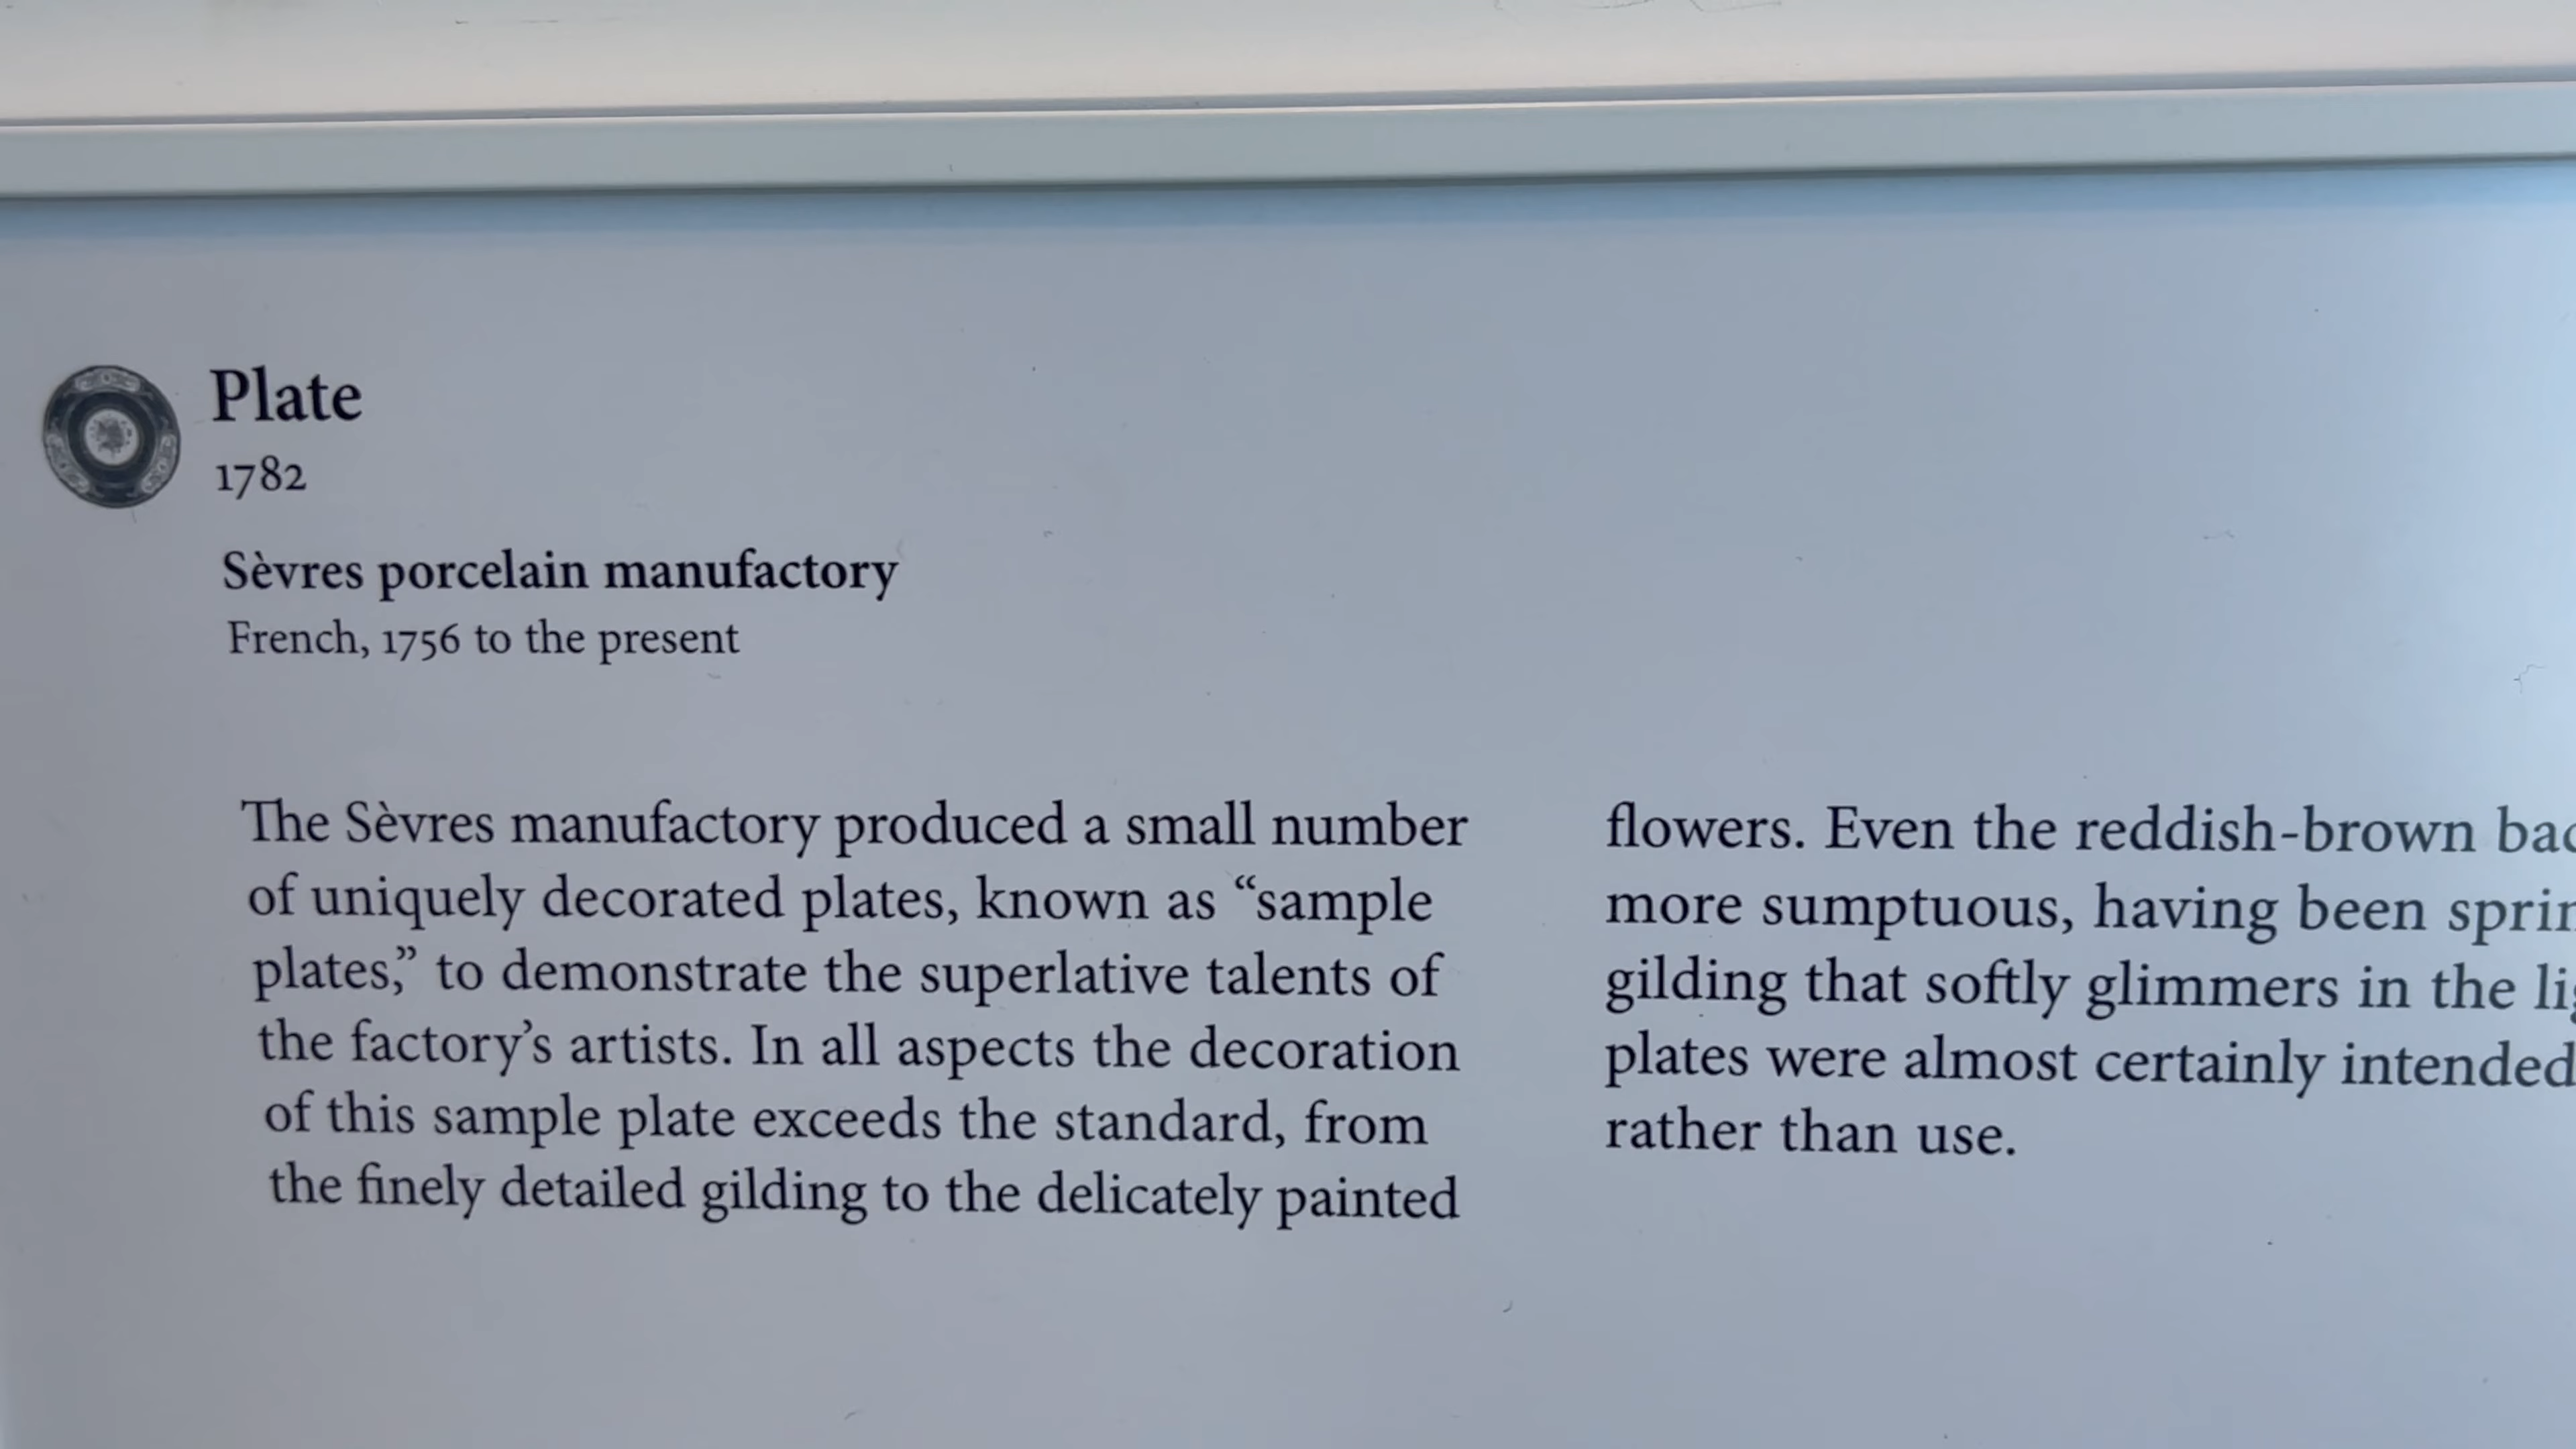 Plate
1782
Sèvres porcelain manufactory
French, 1756 to the present
The Sèvres manufactory produced a small number
of uniquely decorated plates, known as “sample
plates,” to demonstrate the superlative talents of
the factory’s artists. In all aspects the decoration
of this sample plate exceeds the standard, from
the finely detailed gilding to the delicately painted
flowers. Even the reddish-brown
more sumptuous, having been
gilding that softly glimmers in the
plates were almost certainly intended
rather than use.